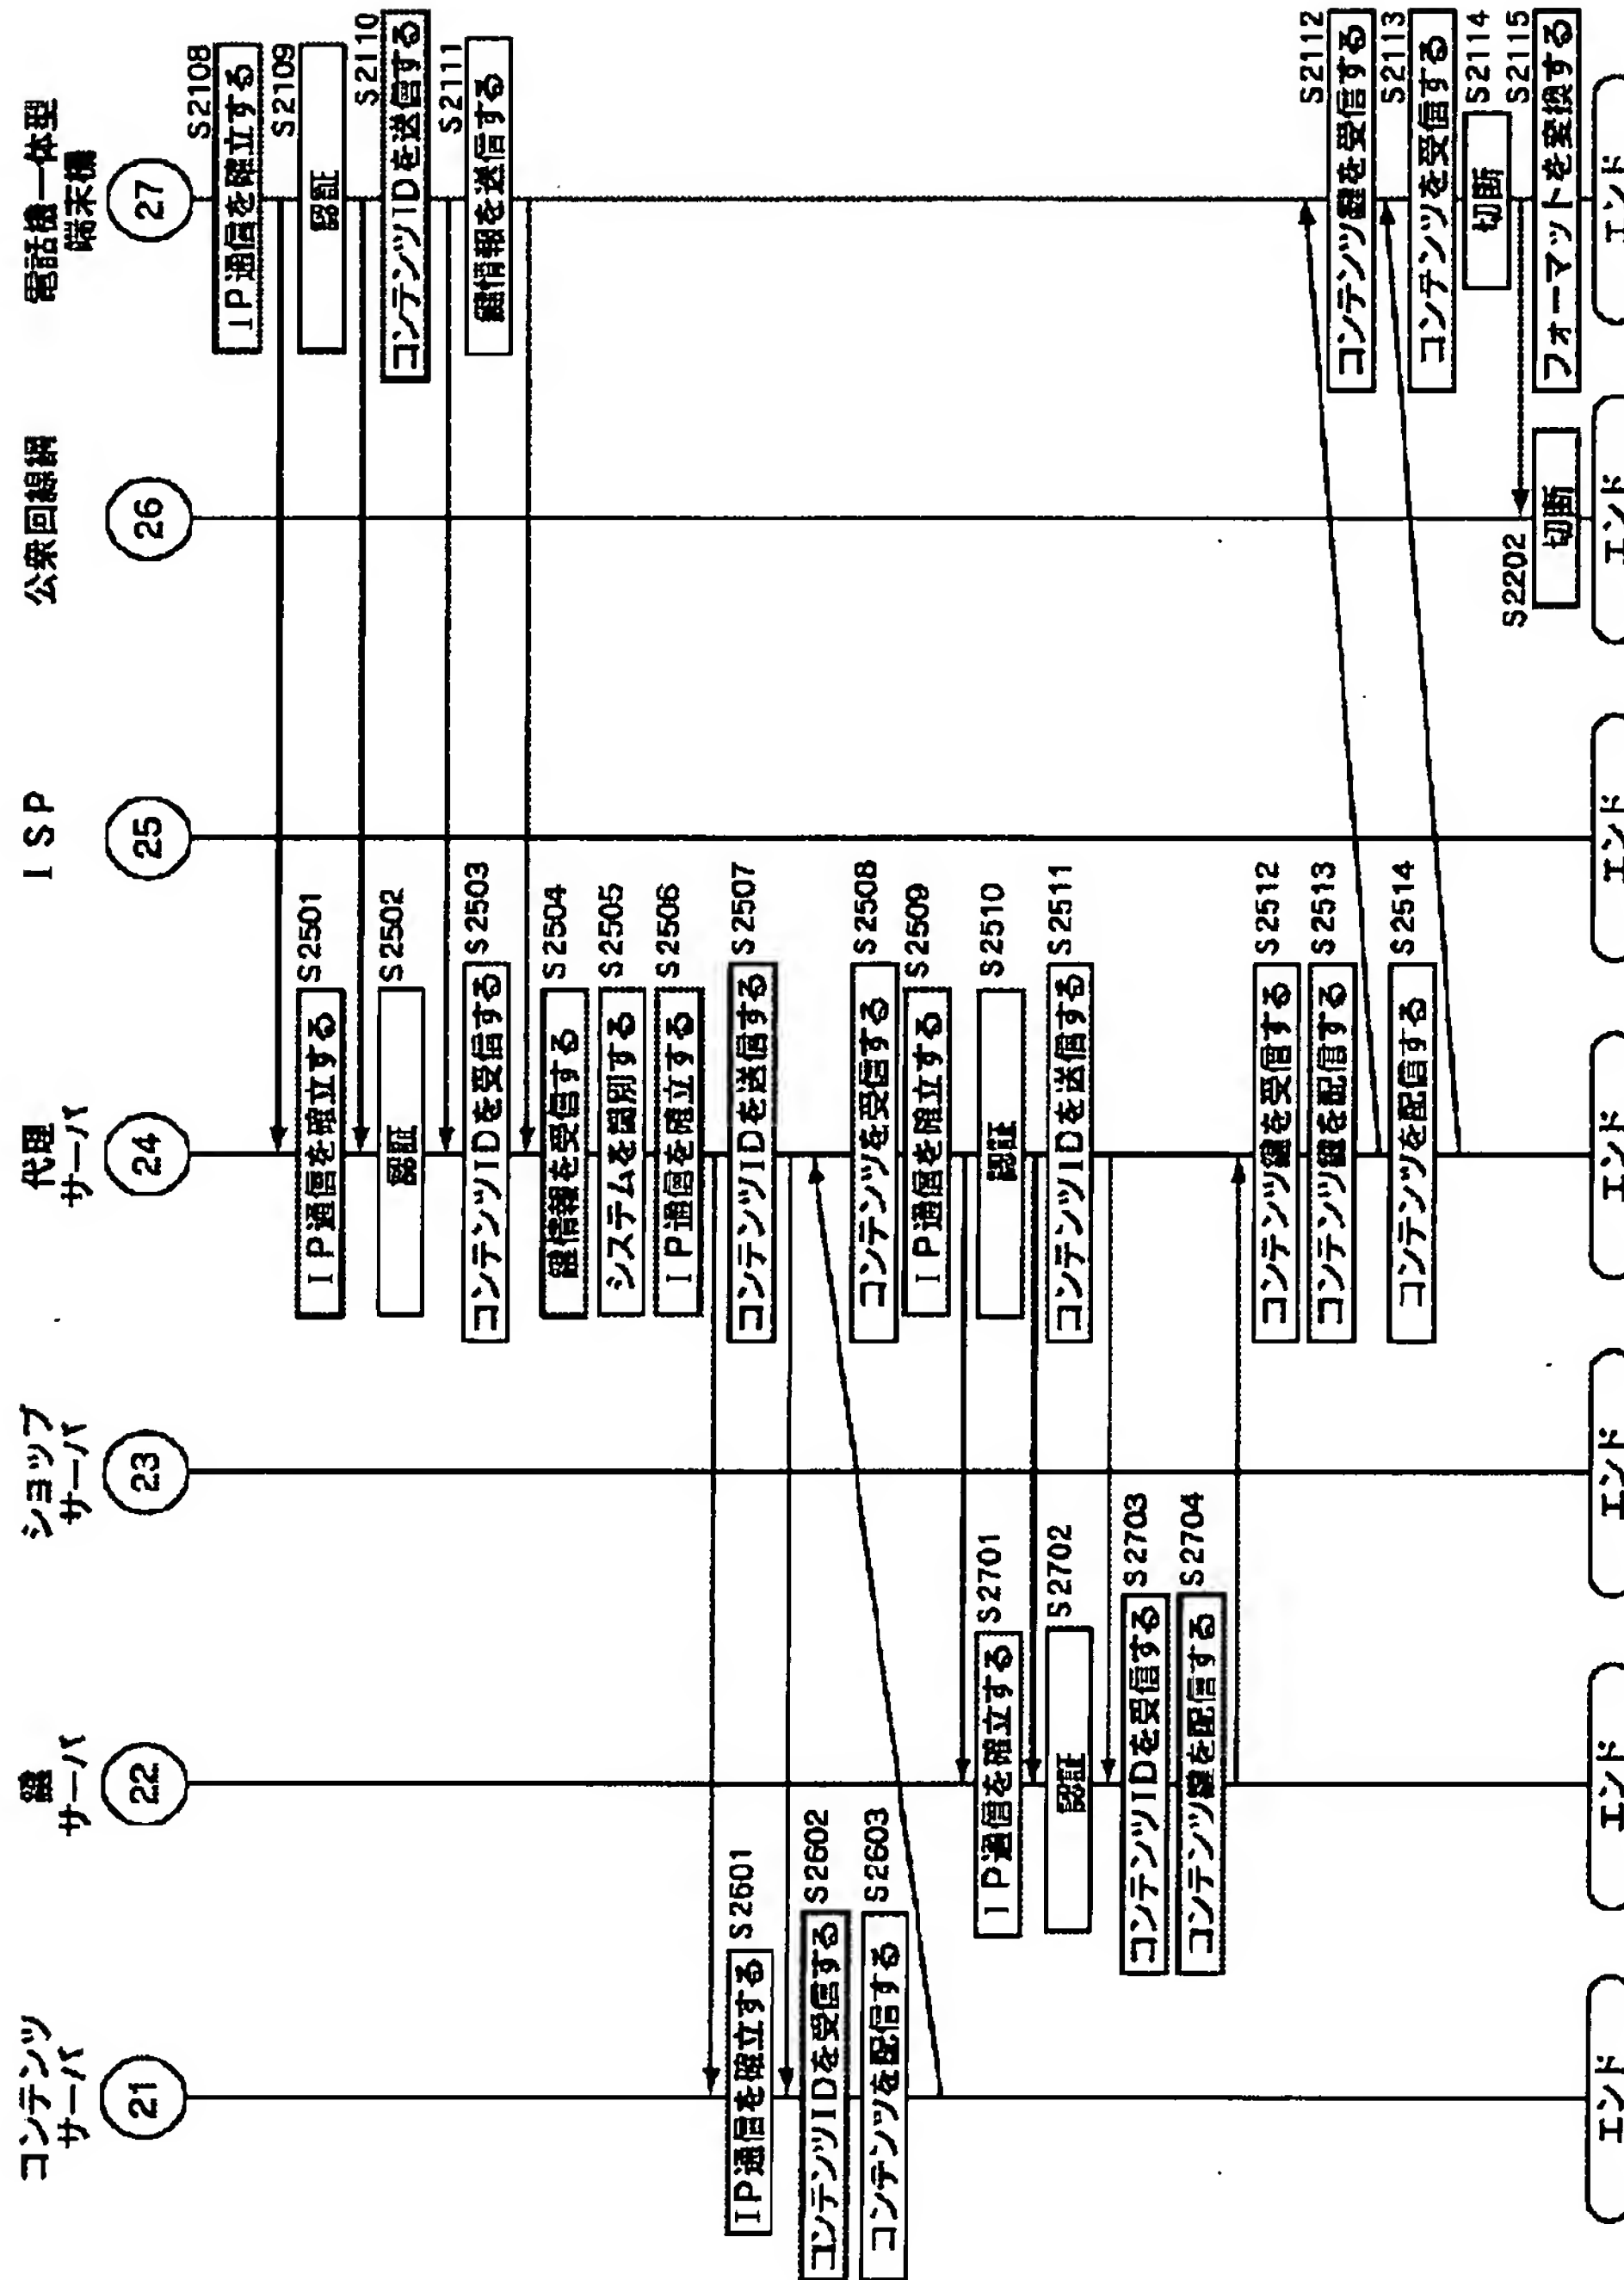 コンテンツ
サーバ
21
IP通信を確立する
S2601
コンテンツIDを受信する
S2602
コンテンツを配信する
S2603
エンド
鍵
サーバ
22
IP通信を確立する
S2701
認証
S2702
コンテンツIDを受信する
S2703
コンテンツ鍵を配信する
S2704
エンド
ショップ
サーバ
23
エンド
代理
サーバ
24
IP通信を確立する
S2501
認証
S2502
コンテンツIDを受信する
S2503
鍵情報を受信する
S2504
システムを識別する
S2505
IP通信を確立する
S2506
コンテンツIDを送信する
S2507
コンテンツを受信する
S2508
IP通信を確立する
S2509
認証
S2510
コンテンツIDを送信する
S2511
コンテンツ鍵を受信する
S2512
コンテンツ鍵を配信する
S2513
コンテンツを配信する
S2514
エンド
ISP
25
エンド
公衆回線網
26
S2202
切断
エンド
電話機一体型
端末機
27
S2108
IP通信を確立する
S2109
認証
S2110
コンテンツIDを送信する
S2111
鍵情報を送信する
S2112
コンテンツ鍵を受信する
S2113
コンテンツを受信する
S2114
切断
S2115
フォーマットを変換する
エンド